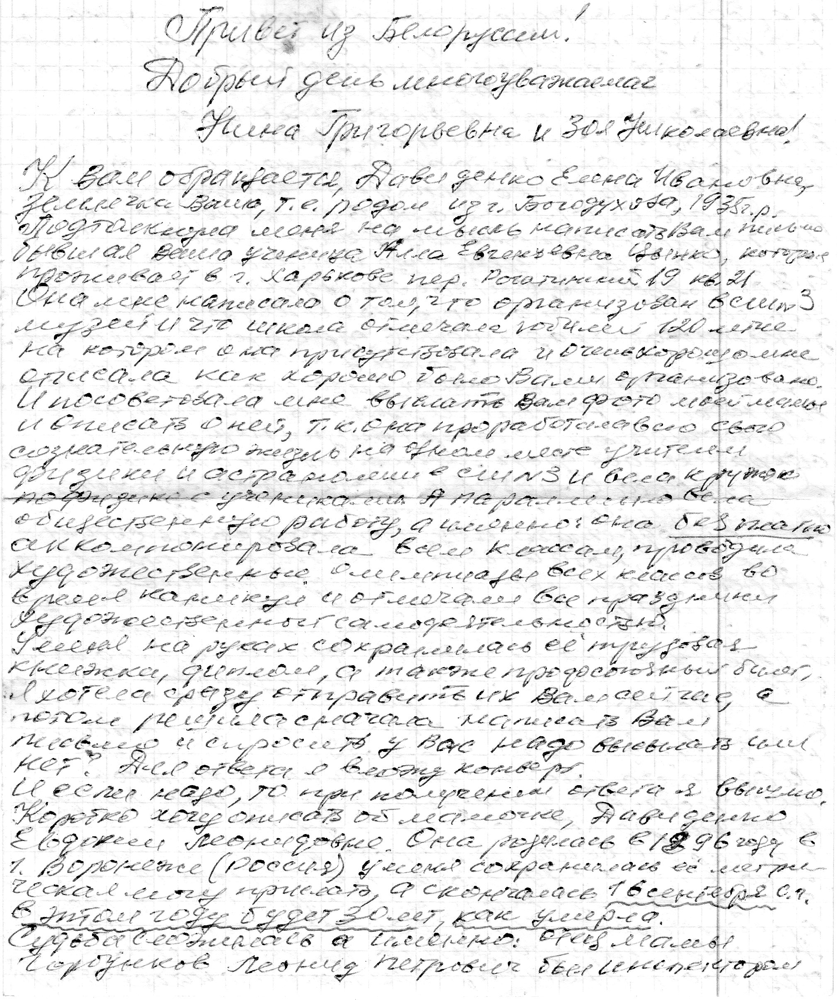 Привет из Белоруссии!
Добрый день многоуважаемая
Нина Григорьевна и Зоя Николаевна!
К Вам обращается, Давиденко Елена Ивановна,
землячка Ваша, т.е. родом из г. Богодухова, 1935г.р.
Подтолкнула меня на мысль написать Вам письмо
бывшая Ваша ученица Алла Евгеньевна, которая
проживает в г. Харькове пер. Рогатинский 19 кв. 21
Она мне написала о том, что организован в СШ№3
музей и что школа отмечала юбилей 120 летие
на котором она присутствовала и очень хорошо мне
описала как хорошо было Вами организовано.
И посоветовала мне выслать Вам фото моей мамы
и описать о ней, т.к. она проработала всю свою
сознательную жизнь на одном месте учителем
физики и астрономии в СШ№3 и вела кружок
по физике с учениками. А параллельно вела
общественную работу, а именно: она безплатно
аккомпонировала всем классам, проводила
художественные олимпиады всех классов во
время каникул и отмечали все праздники
художественной самодеятельностью.
У меня на руках сохранилась её трудовая
книжка, диплом, а также профсоюзный билет,
Я хотела сразу отправить их Вам сейчас, а
потом решила сначала написать Вам
письмо и спросить у Вас надо высылать или
нет? Для ответа я вложу конверт.
И если надо, то при получении ответа я вышлю.
Коротко хочу описать об мамочке, Давиденко
Евдокии Леонидовне. Она родилась в 1896 году в
г. Воронеже (Россия) у меня сохранилась её метри-
ческая могу прислать, а скончалась 16 сентября с.г.
в этом году будет 30 лет, как умерла.
Судьба сложилась а именно: отец мамы
Горбунков Леонид Петрович был инспектором